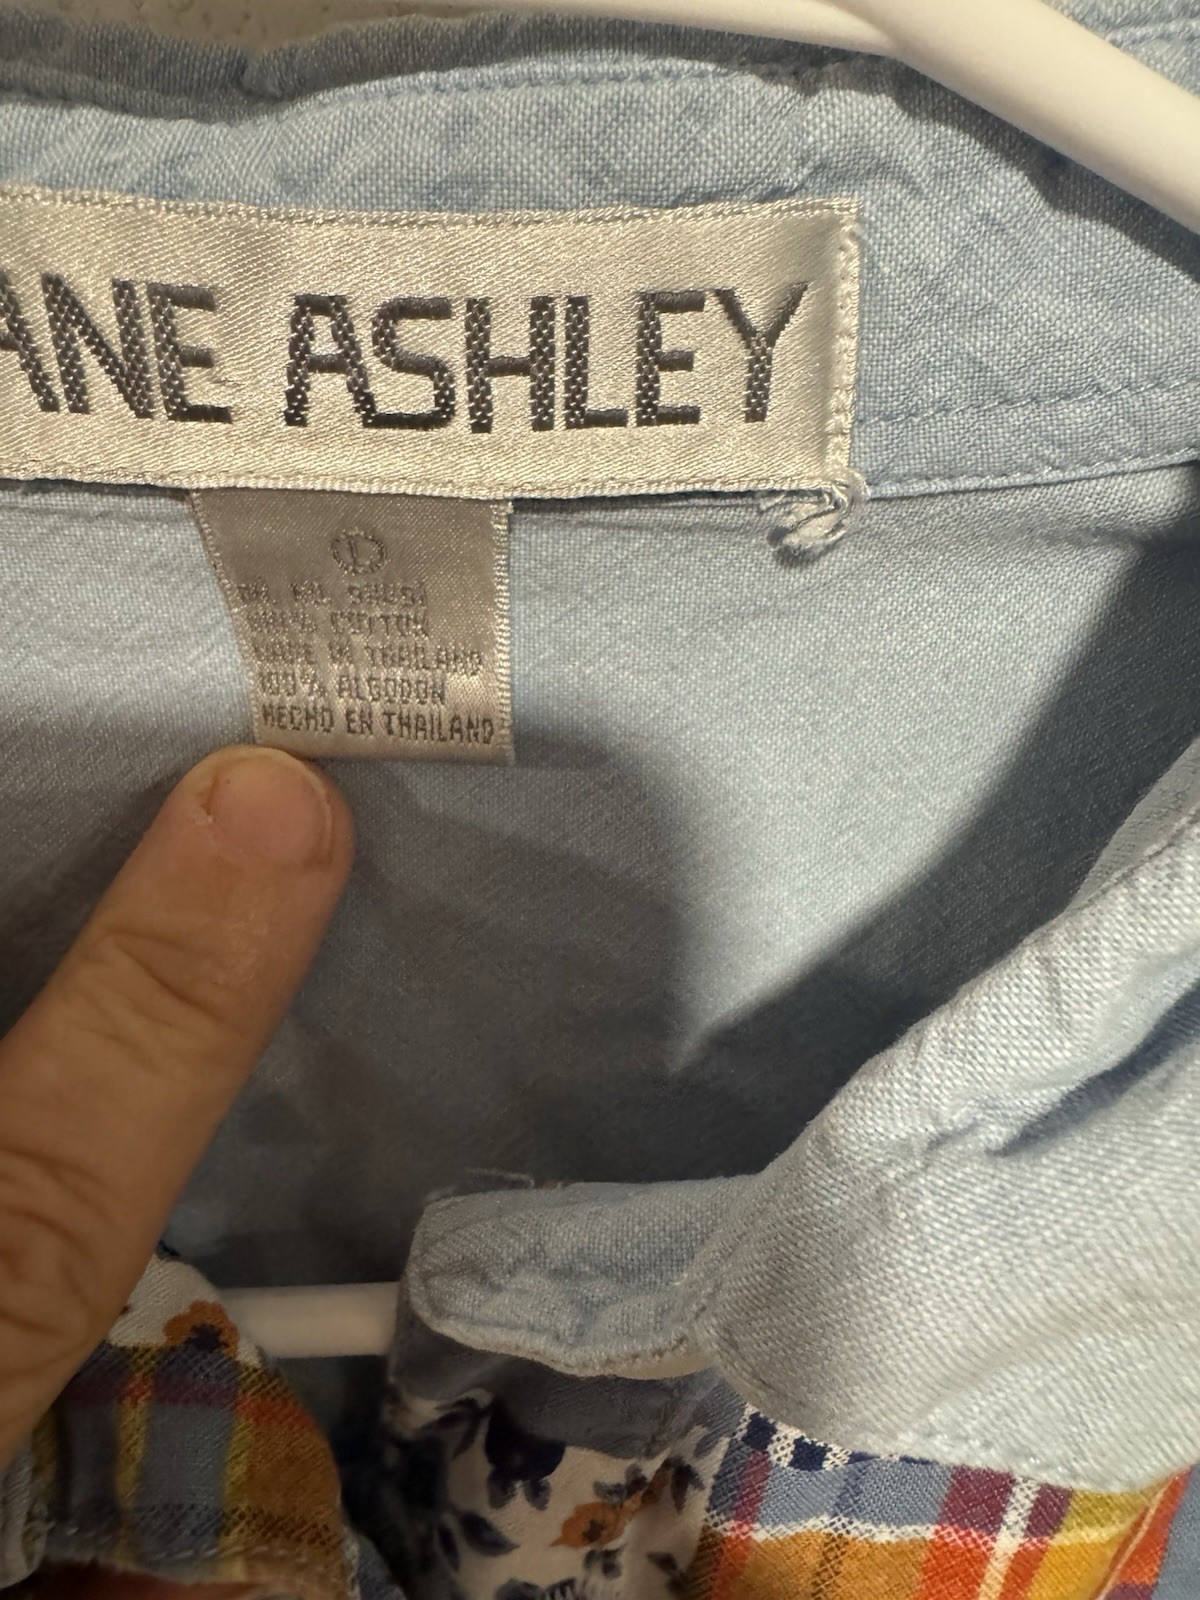 ANE ASHLEY
L
100% COTTON
MADE IN THAILAND
100% ALGODON
HECHO EN THAILAND